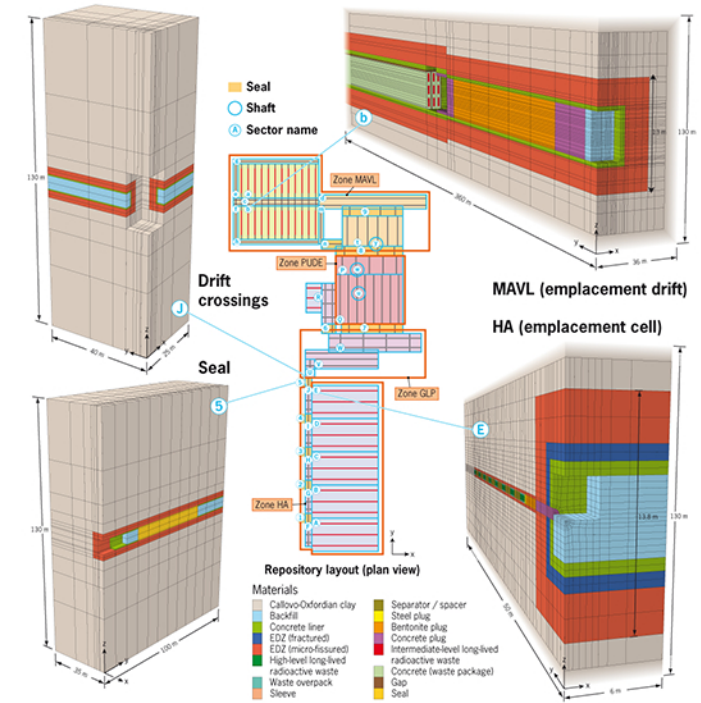 130 m
40 m
25 m
y
z
x
Drift
crossings
Seal
Shaft
A Sector name
b
360 m
36 m
13 m
130 m
z
y
x
MAVL (emplacement drift)
HA (emplacement cell)
Zone MAVL
Zone PUDE
Zone GLP
Zone HA
J
5
E
Seal
130 m
35 m
100 m
z
y
x
13.8 m
130 m
50 m
6 m
z
y
x
y
x
Repository layout (plan view)
Materials
Callovo-Oxfordian clay
Backfill
Concrete liner
EDZ (fractured)
EDZ (micro-fissured)
High-level long-lived
radioactive waste
Waste overpack
Sleeve
Separator / spacer
Steel plug
Bentonite plug
Concrete plug
Intermediate-level long-lived
radioactive waste
Concrete (waste package)
Gap
Seal